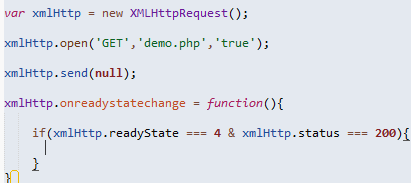 var xmlHttp = new XMLHttpRequest();
xmlHttp.open('GET','demo.php','true');
xmlHttp.send(null);
xmlHttp.onreadystatechange = function(){
if(xmlHttp.readyState === 4 & xmlHttp.status === 200){
}
}